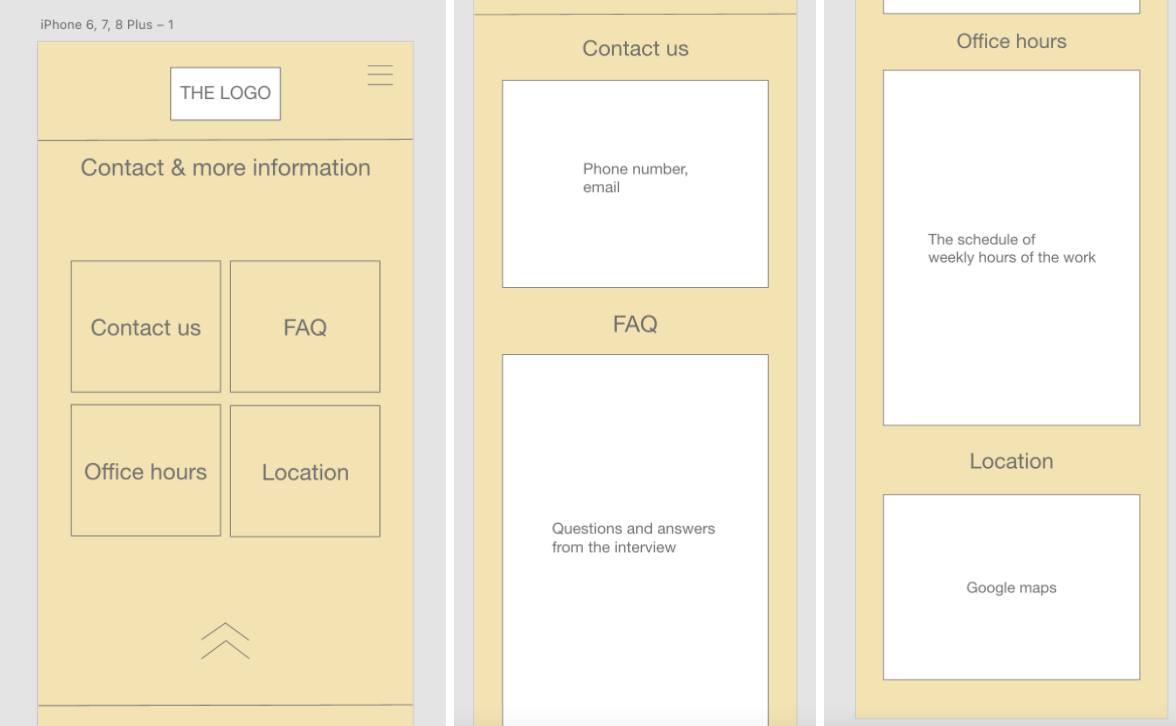 iPhone 6, 7, 8 Plus – 1
THE LOGO
Contact & more information
Contact us
FAQ
Office hours
Location
Contact us
Phone number,
email
FAQ
Questions and answers
from the interview
Office hours
The schedule of
weekly hours of the work
Location
Google maps